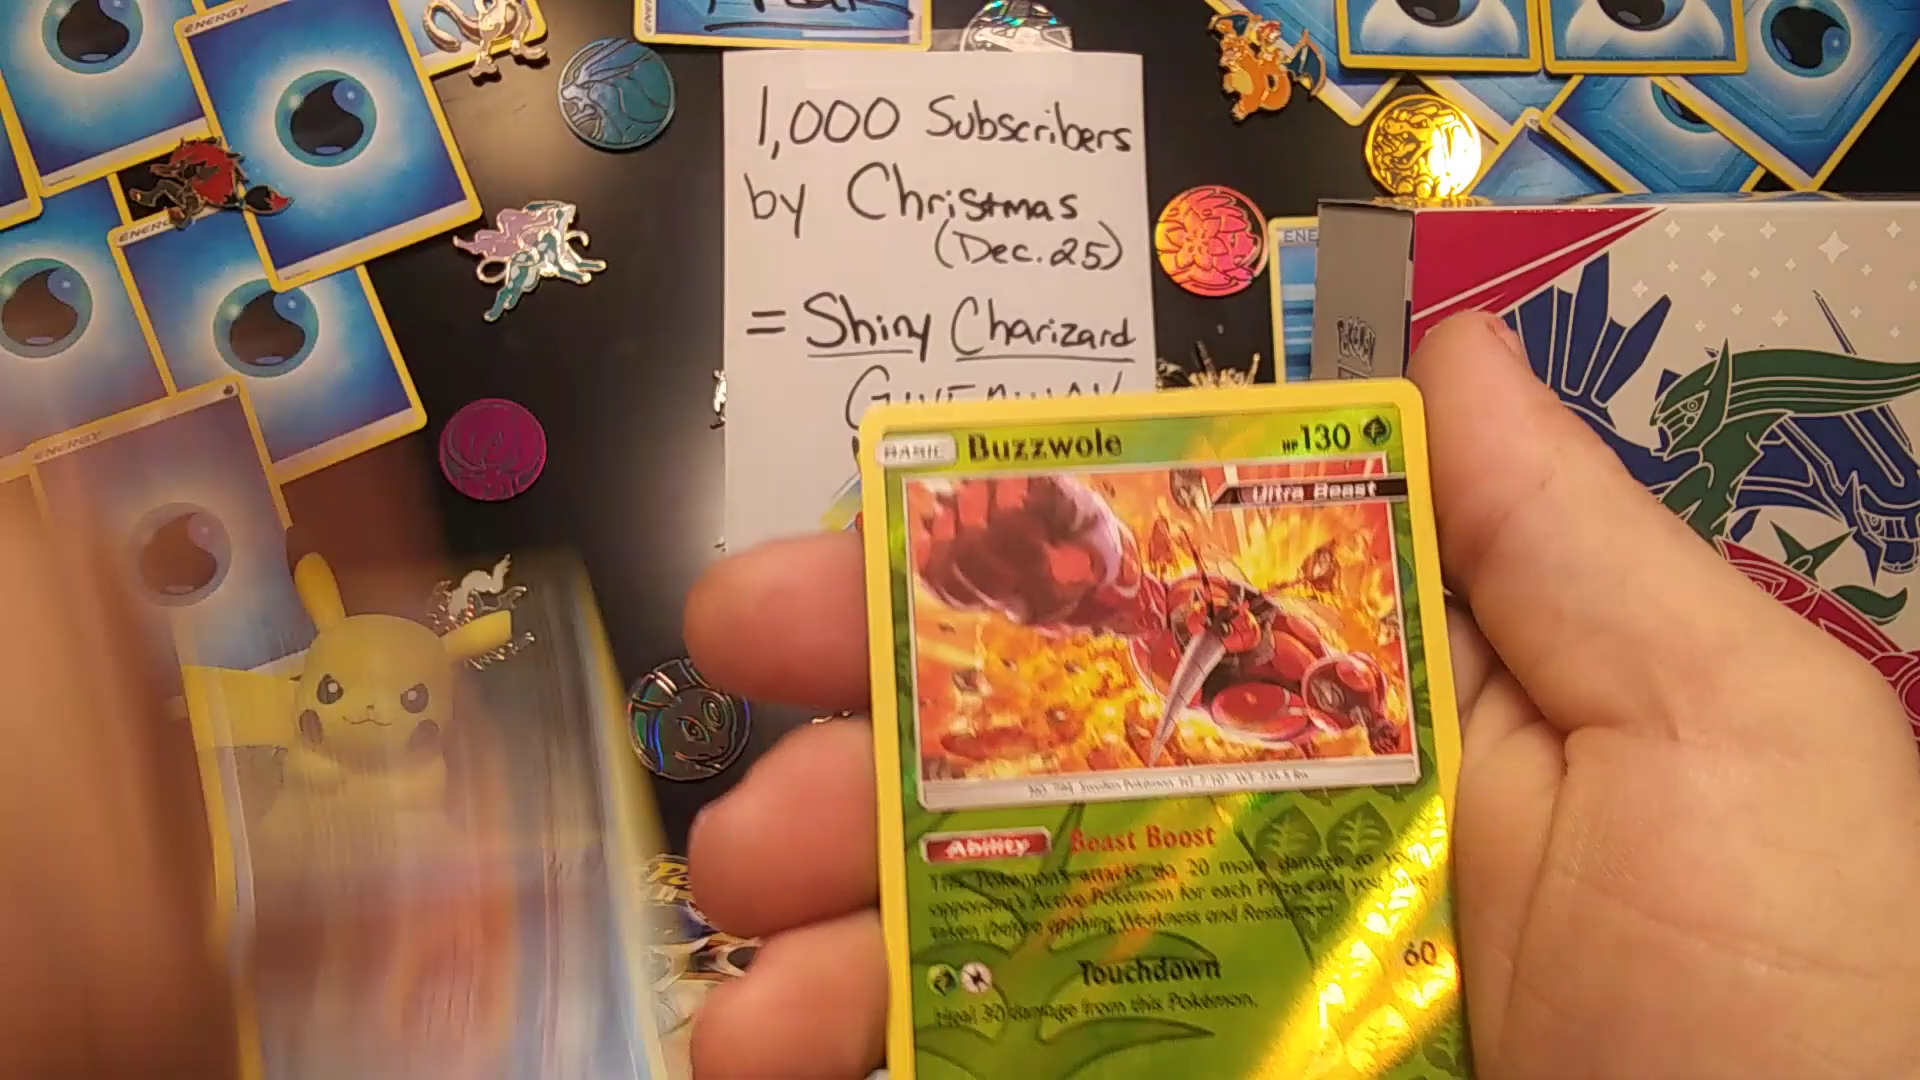 ENERGY
1,000 Subscribers
by Christmas
(Dec. 25)
= Shiny Charizard
GIVEAWAY
ENERGY
BASIC Buzzwole HP 130
Ultra Beast
Ability Beast Boost
This Pokémon's attacks do 20 more damage to your
opponent's Active Pokémon for each Prize card you have
taken (before applying Weakness and Resistance).
Touchdown 60
Heal 30 damage from this Pokémon.